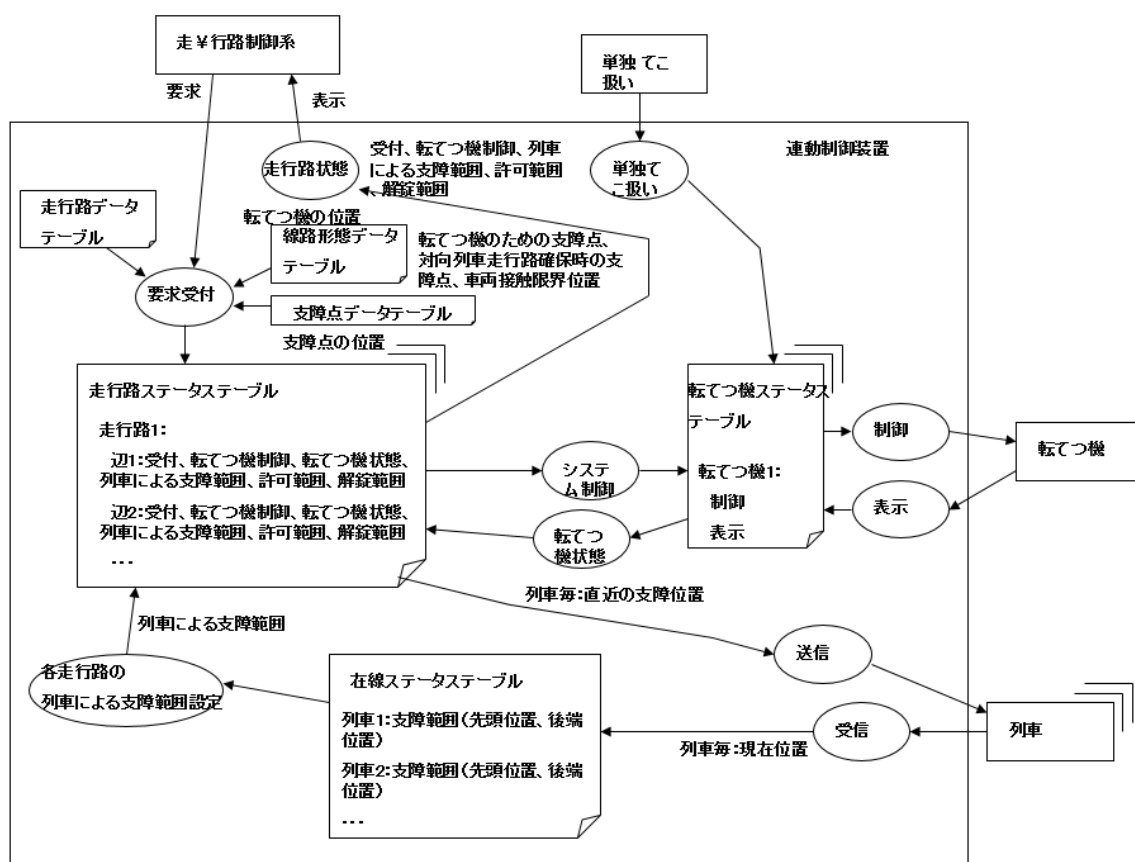 走¥行路制御系
単独 てこ
扱い
要求
表示
連動制御装置
走行路状態
受付、転てつ機制御、列車
による支障範囲、許可範囲
、解錠範囲
単独て
こ扱い
走行路データ
テーブル
転てつ機の位置
線路形態データ
テーブル
転てつ機のための支障点、
対向列車走行路確保時の支
障点、車両接触限界位置
要求受付
支障点データテーブル
支障点の位置
走行路ステータステーブル
走行路1:
辺1:受付、転てつ機制御、転てつ機状態、
列車による支障範囲、許可範囲、解錠範囲
辺2:受付、転てつ機制御、転てつ機状態、
列車による支障範囲、許可範囲、解錠範囲
...
システ
ム制御
転てつ
機状態
転てつ機ステータス
テーブル
転てつ機1:
制御
表示
制御
表示
転てつ機
列車毎:直近の支障位置
列車による支障範囲
各走行路の
列車による支障範囲設定
在線ステータステーブル
列車1:支障範囲(先頭位置、後端
位置)
列車2:支障範囲(先頭位置、後端
位置)
...
送信
受信
列車毎:現在位置
列車